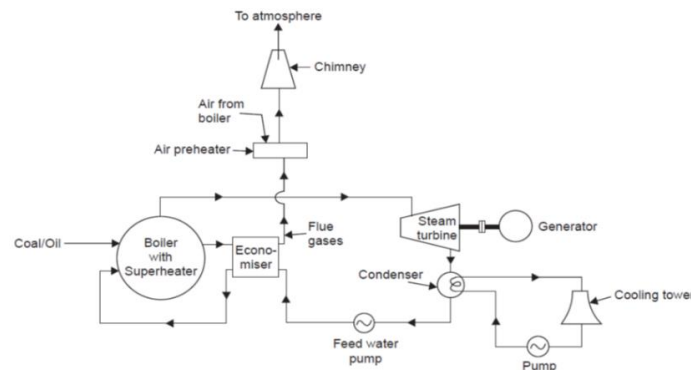 To atmosphere
Chimney
Air from
boiler
Air preheater
Flue
gases
Steam
turbine
Generator
Coal/Oil
Boiler
with
Superheater
Econo-
miser
Condenser
Cooling tower
Feed water
pump
Pump